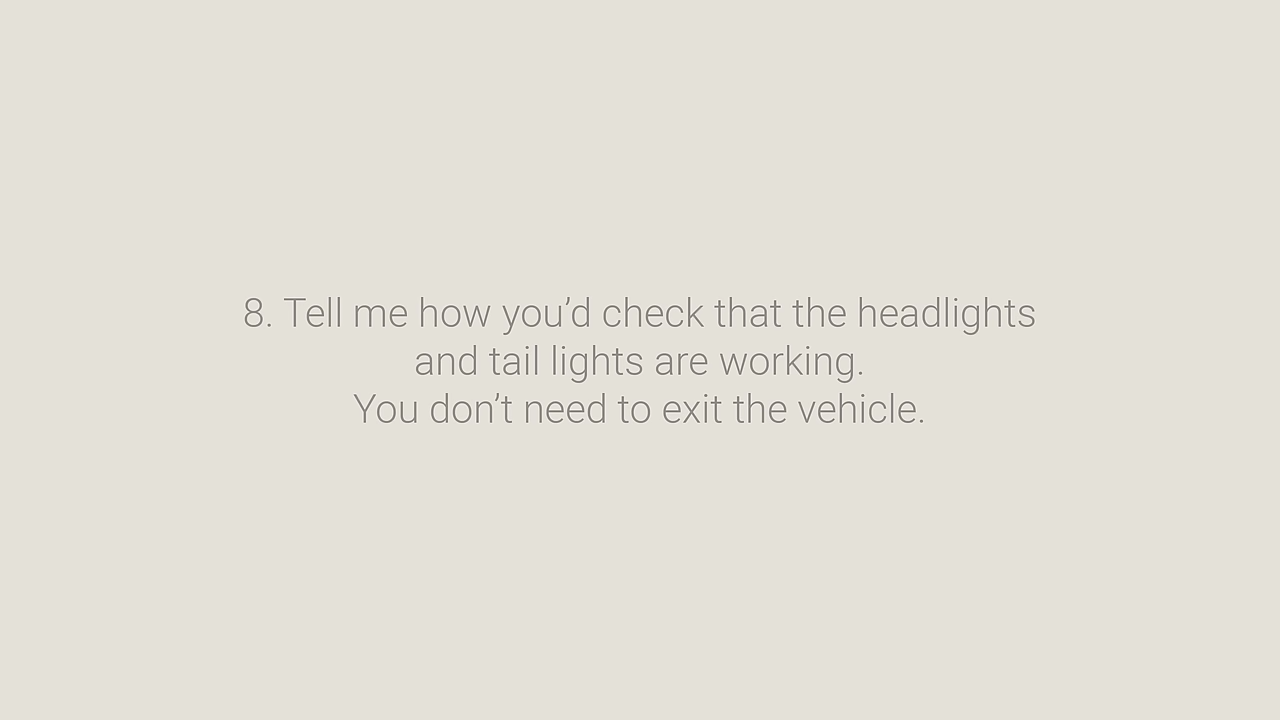 8. Tell me how you’d check that the headlights
and tail lights are working.
You don’t need to exit the vehicle.